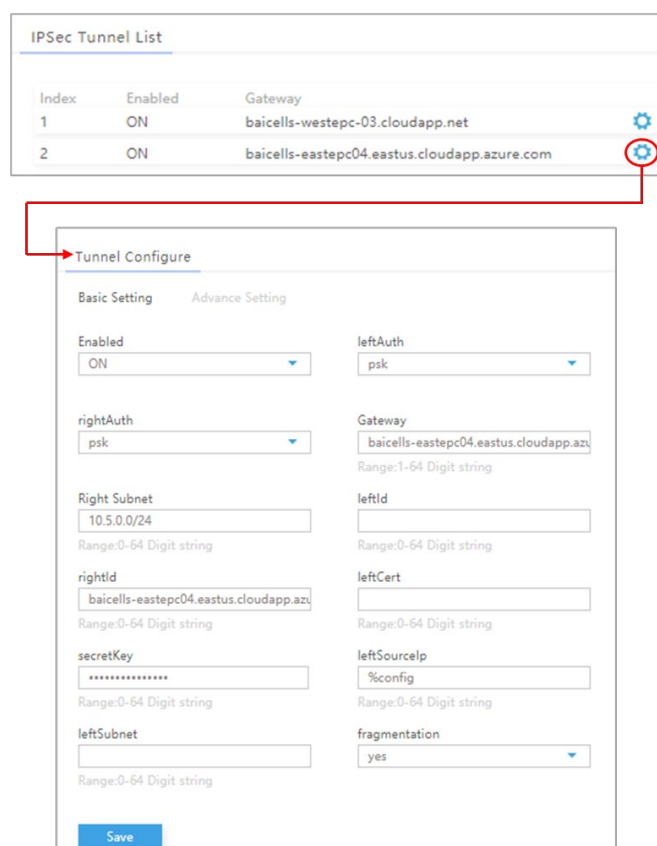 IPSec Tunnel List
Index Enabled Gateway
1 ON baicells-westepc-03.cloudapp.net
2 ON baicells-eastepc04.eastus.cloudapp.azure.com
Tunnel Configure
Basic Setting Advance Setting
Enabled leftAuth
ON psk
rightAuth Gateway
psk baicells-eastepc04.eastus.cloudapp.azu
Range:1-64 Digit string
Right Subnet leftId
10.5.0.0/24
Range:0-64 Digit string Range:0-64 Digit string
rightId leftCert
baicells-eastepc04.eastus.cloudapp.azu
Range:0-64 Digit string Range:0-64 Digit string
secretKey leftSourceIp
••••••••••••••• %config
Range:0-64 Digit string Range:0-64 Digit string
leftSubnet fragmentation
yes
Range:0-64 Digit string
Save